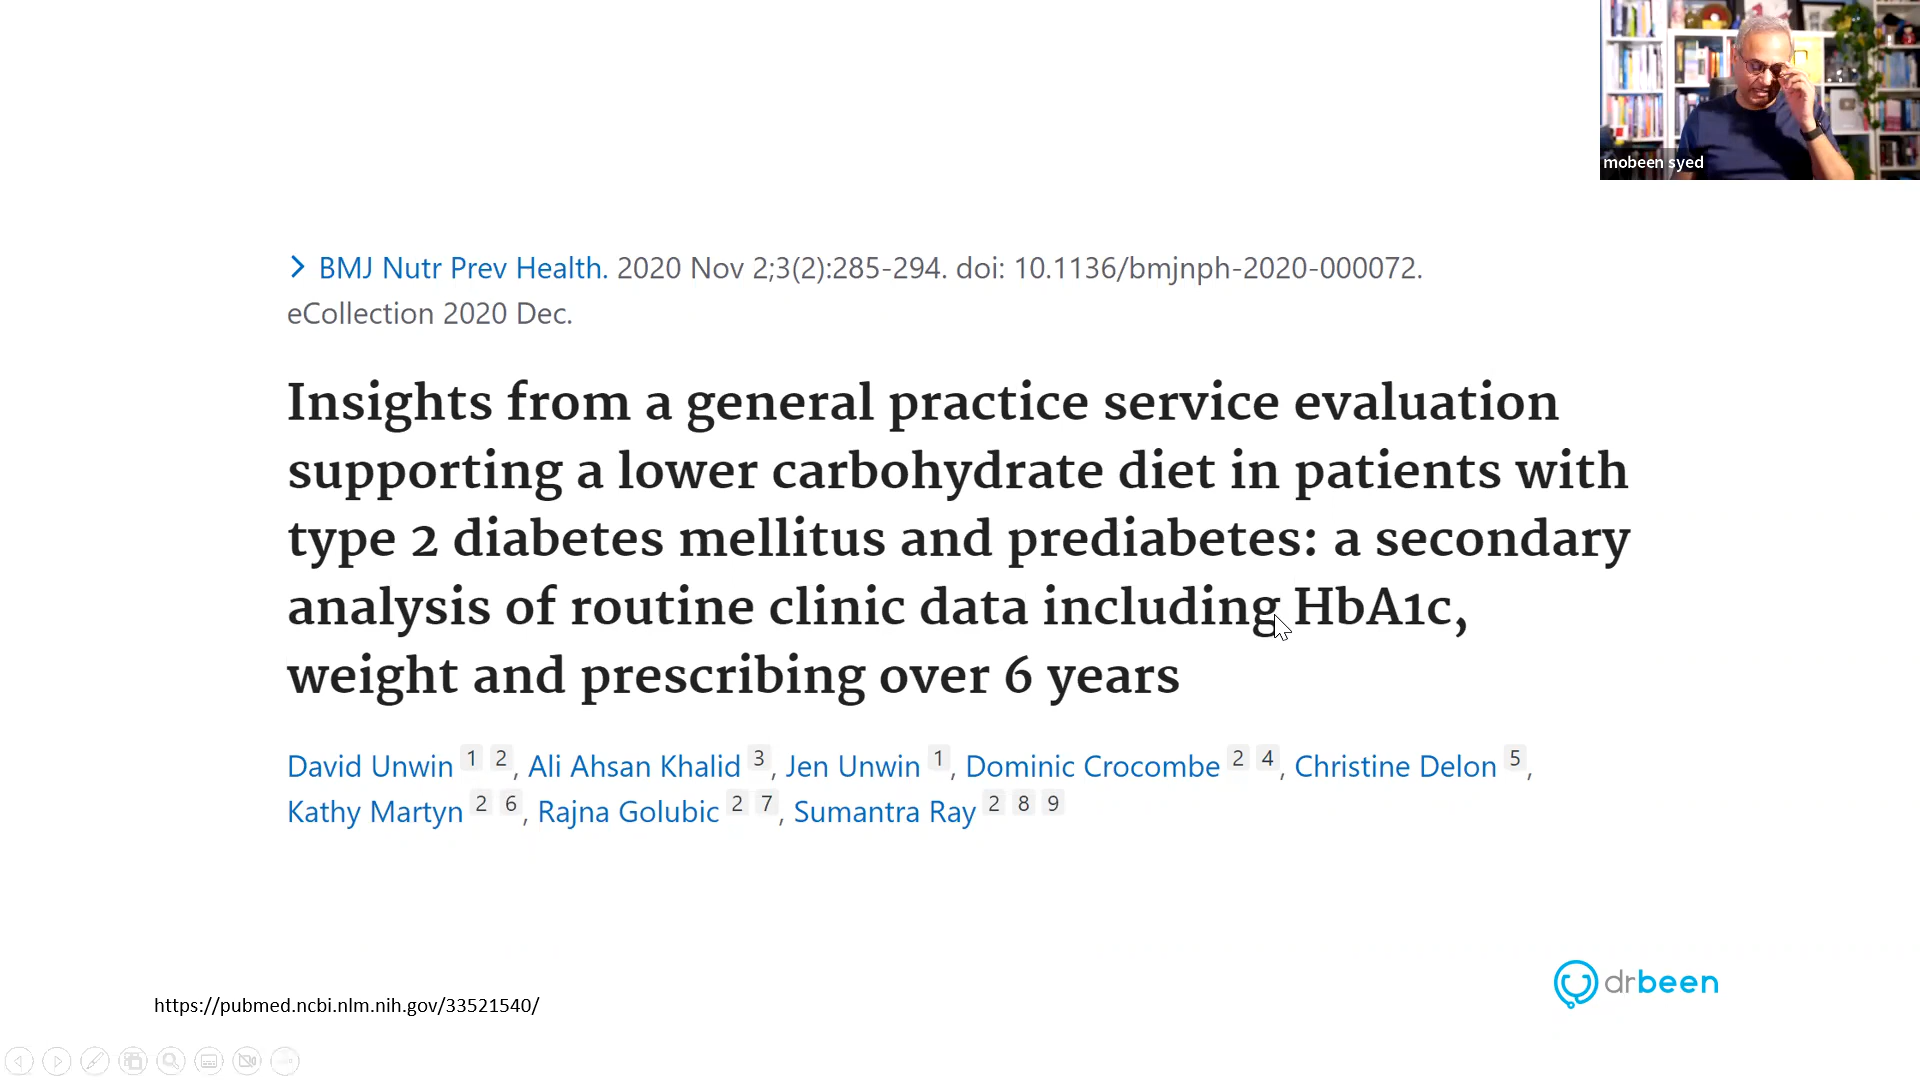 mobeen syed
> BMJ Nutr Prev Health. 2020 Nov 2;3(2):285-294. doi: 10.1136/bmjnph-2020-000072.
eCollection 2020 Dec.
Insights from a general practice service evaluation
supporting a lower carbohydrate diet in patients with
type 2 diabetes mellitus and prediabetes: a secondary
analysis of routine clinic data including HbA1c,
weight and prescribing over 6 years
David Unwin 1 2, Ali Ahsan Khalid 3, Jen Unwin 1, Dominic Crocombe 2 4, Christine Delon 5,
Kathy Martyn 2 6, Rajna Golubic 2 7, Sumantra Ray 2 8 9
drbeen
https://pubmed.ncbi.nlm.nih.gov/33521540/